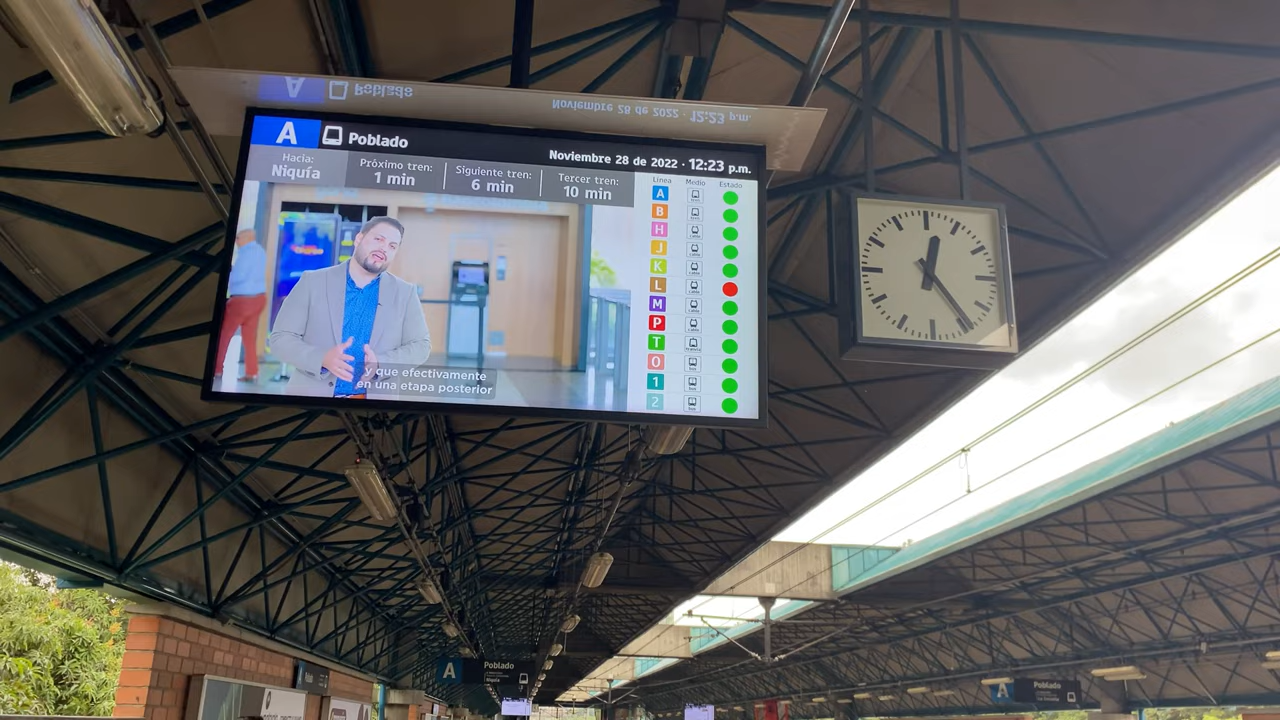 A Poblado
Noviembre 28 de 2022 · 12:23 p.m.
Hacia:
Niquía
Próximo tren:
1 min
Siguiente tren:
6 min
Tercer tren:
10 min
Línea Medio Estado
A
B
H
J
K
L
M
P
T
O
1
2
y que efectivamente
en una etapa posterior
A Poblado
Niquía
A Poblado